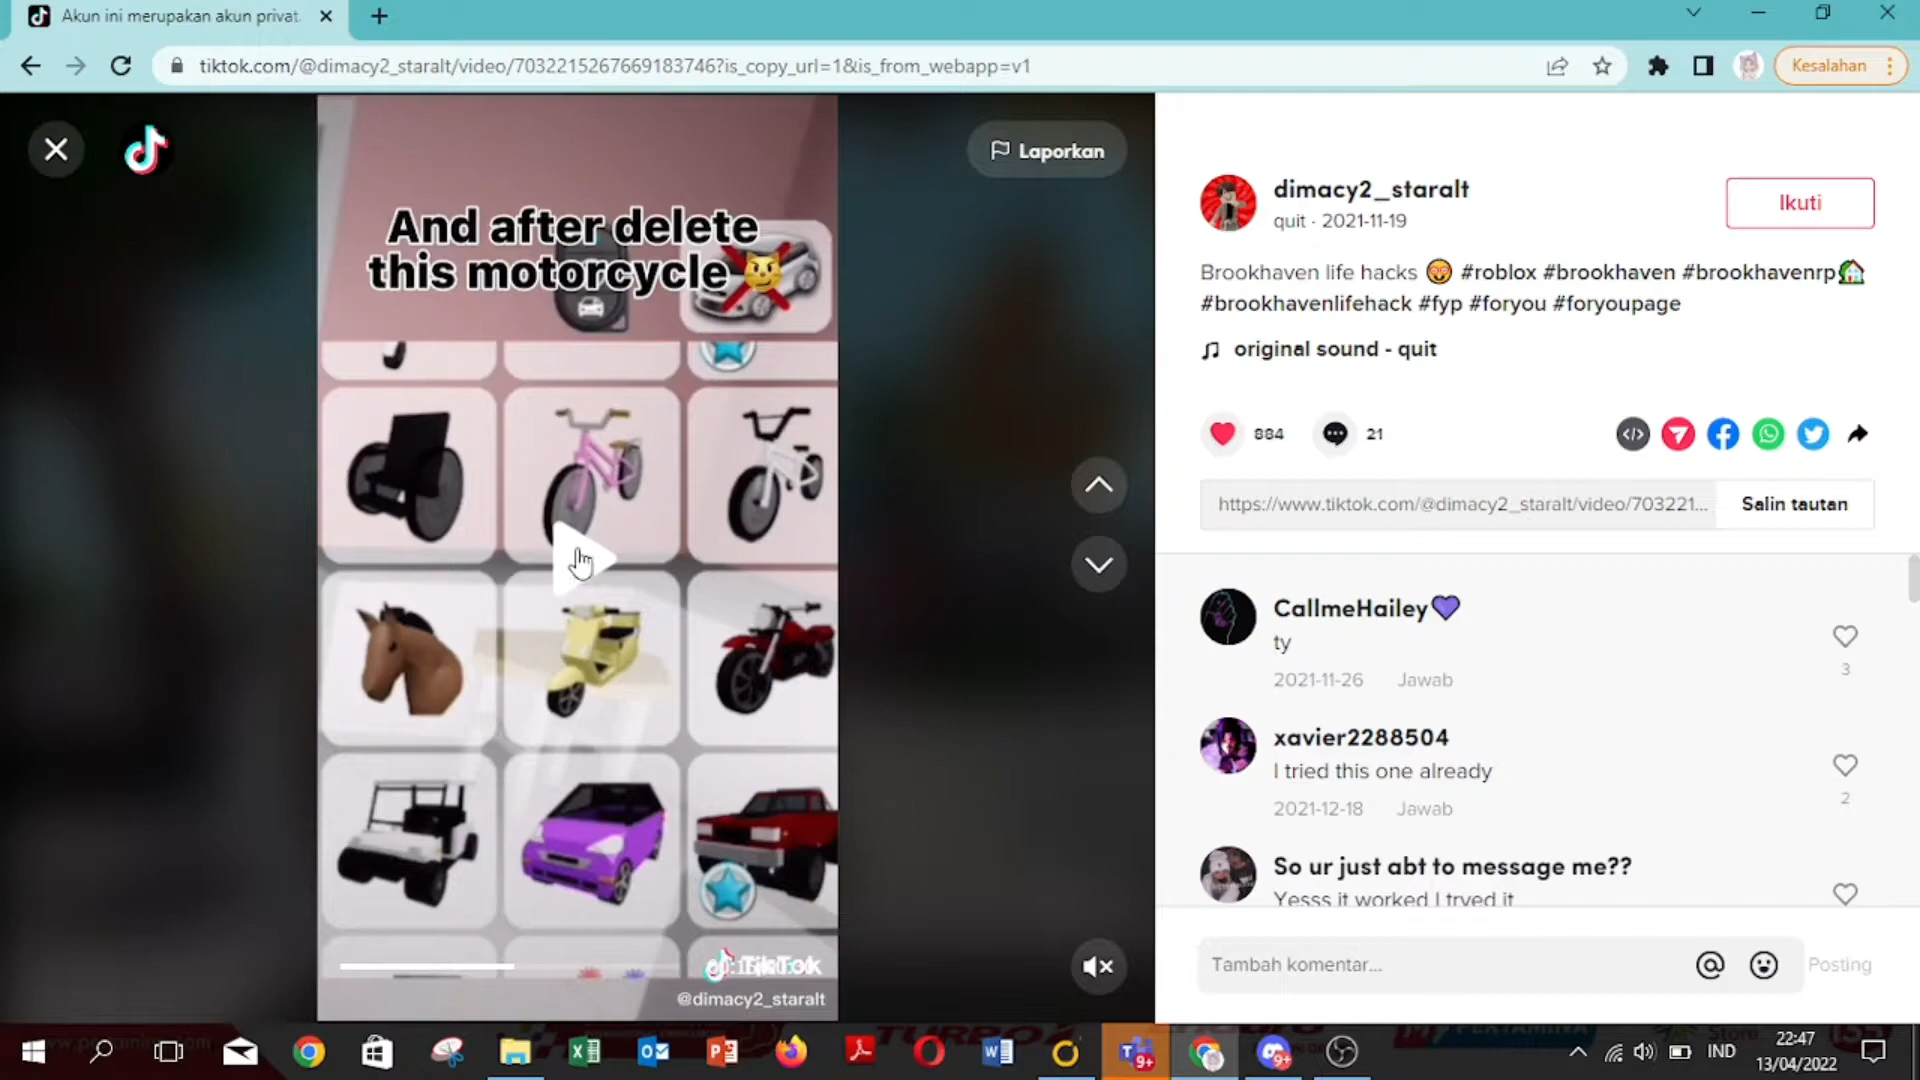 Akun ini merupakan akun privat
tiktok.com/@dimacy2_staralt/video/7032215267669183746?is_copy_url=1&is_from_webapp=v1
Kesalahan
Laporkan
And after delete
this motorcycle
TikTok
@dimacy2_staralt
dimacy2_staralt
quit · 2021-11-19
Ikuti
Brookhaven life hacks #roblox #brookhaven #brookhavenrp
#brookhavenlifehack #fyp #foryou #foryoupage
original sound - quit
884
21
https://www.tiktok.com/@dimacy2_staralt/video/703221...
Salin tautan
CallmeHailey
ty
2021-11-26 Jawab
3
xavier2288504
I tried this one already
2021-12-18 Jawab
2
So ur just abt to message me??
Yesss it worked I tryed it
Tambah komentar...
Posting
9+
9+
IND
22:47
13/04/2022